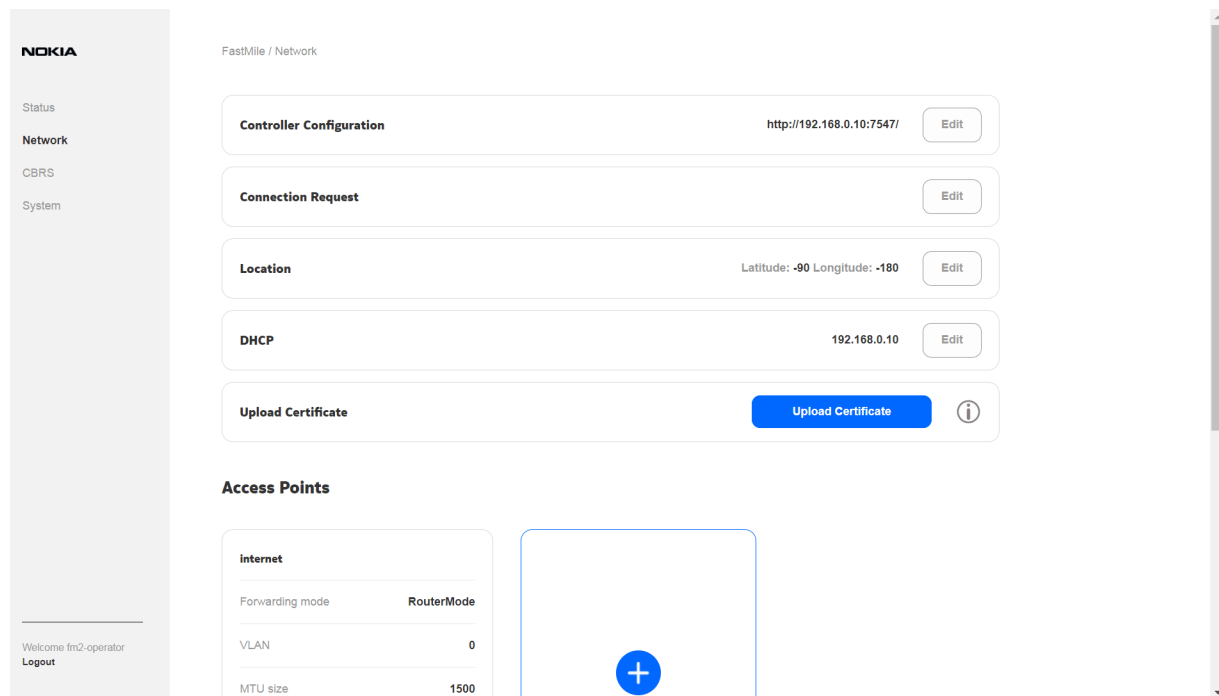 NOKIA
Status
Network
CBRS
System
Welcome fm2-operator
Logout
FastMile / Network
Controller Configuration http://192.168.0.10:7547/ Edit
Connection Request Edit
Location Latitude: -90 Longitude: -180 Edit
DHCP 192.168.0.10 Edit
Upload Certificate Upload Certificate
Access Points
internet
Forwarding mode RouterMode
VLAN 0
MTU size 1500